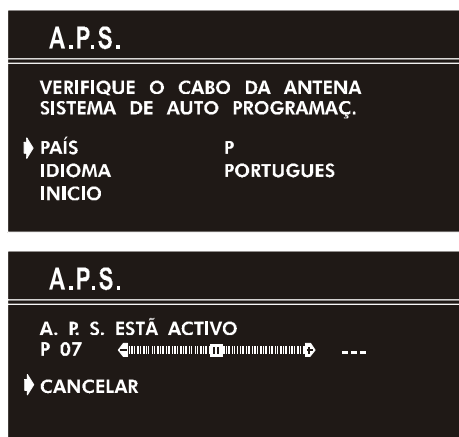 A.P.S.
VERIFIQUE O CABO DA ANTENA
SISTEMA DE AUTO PROGRAMAÇ.
PAÍS P
IDIOMA PORTUGUES
INICIO
A.P.S.
A. P. S. ESTÃ ACTIVO
P 07 ---
CANCELAR